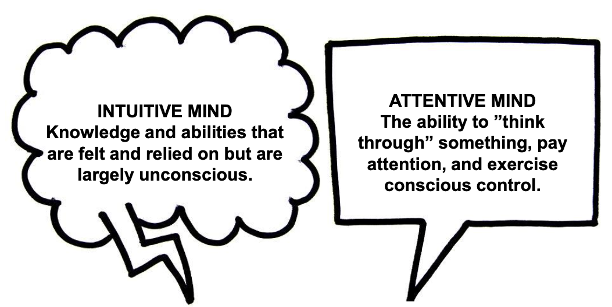 INTUITIVE MIND
Knowledge and abilities that
are felt and relied on but are
largely unconscious.
ATTENTIVE MIND
The ability to ”think
through” something, pay
attention, and exercise
conscious control.